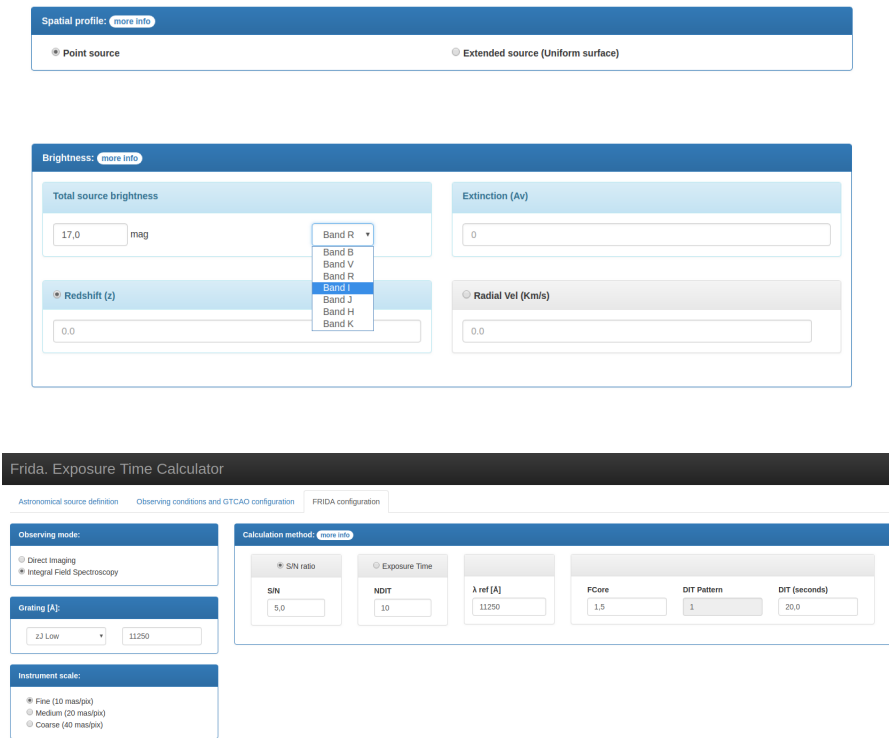 Spatial profile: more info
Point source
Extended source (Uniform surface)
Brightness: more info
Total source brightness
Extinction (Av)
17,0 mag
Band R
0
Band B
Band V
Band R
Band I
Band J
Band H
Band K
Redshift (z)
Radial Vel (Km/s)
0.0
0.0
Frida. Exposure Time Calculator
Astronomical source definition
Observing conditions and GTCAO configuration
FRIDA configuration
Observing mode:
Direct Imaging
Integral Field Spectroscopy
Grating [Å]:
zJ Low
11250
Instrument scale:
Fine (10 mas/pix)
Medium (20 mas/pix)
Coarse (40 mas/pix)
Calculation method: more info
S/N ratio
Exposure Time
S/N
NDIT
λ ref [Å]
FCore
DIT Pattern
DIT (seconds)
5,0
10
11250
1,5
1
20,0